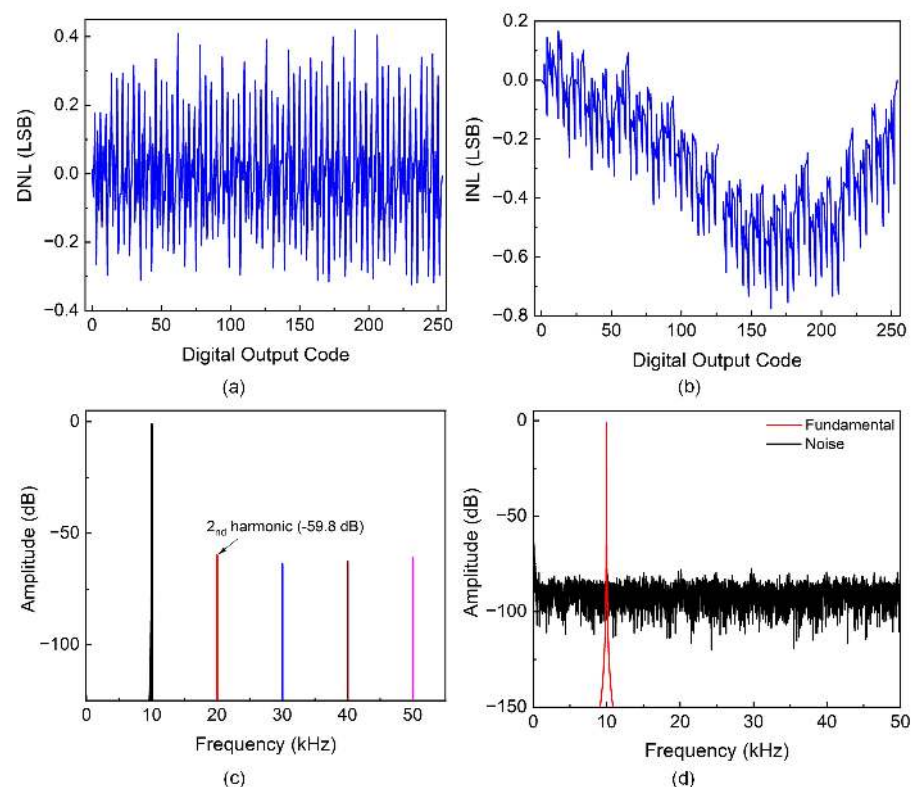 DNL (LSB)
0.4
0.2
0.0
−0.2
−0.4
0
50
100
150
200
250
Digital Output Code
(a)
INL (LSB)
0.2
0.0
−0.2
−0.4
−0.6
−0.8
0
50
100
150
200
250
Digital Output Code
(b)
Amplitude (dB)
0
−50
−100
2nd harmonic (-59.8 dB)
0
10
20
30
40
50
Frequency (kHz)
(c)
Amplitude (dB)
0
−50
−100
−150
Fundamental
Noise
0
10
20
30
40
50
Frequency (kHz)
(d)